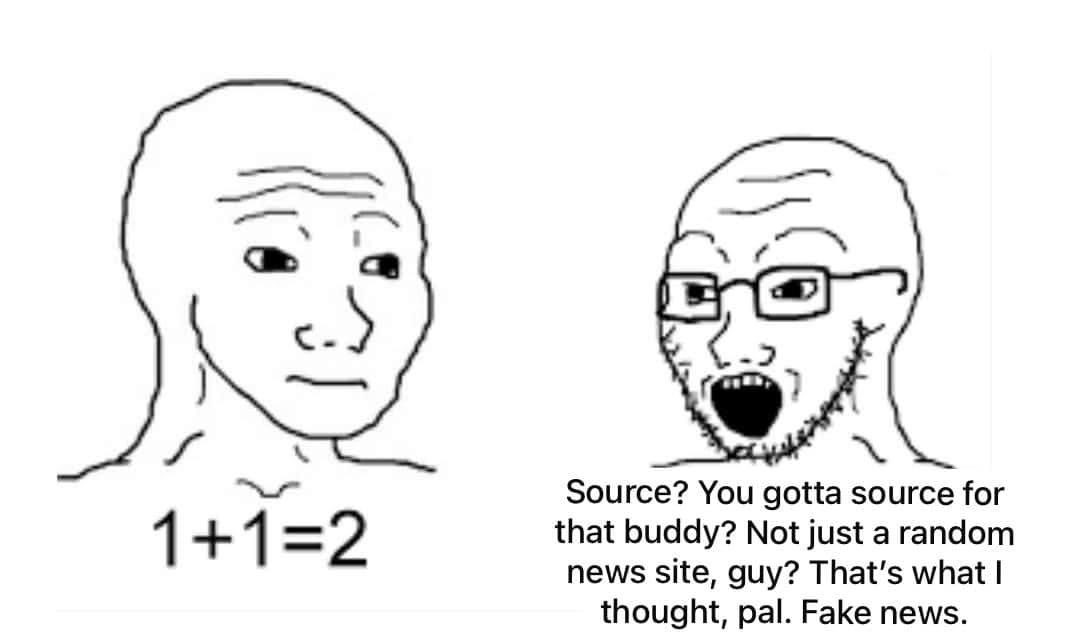 1+1=2
Source? You gotta source for
that buddy? Not just a random
news site, guy? That's what I
thought, pal. Fake news.